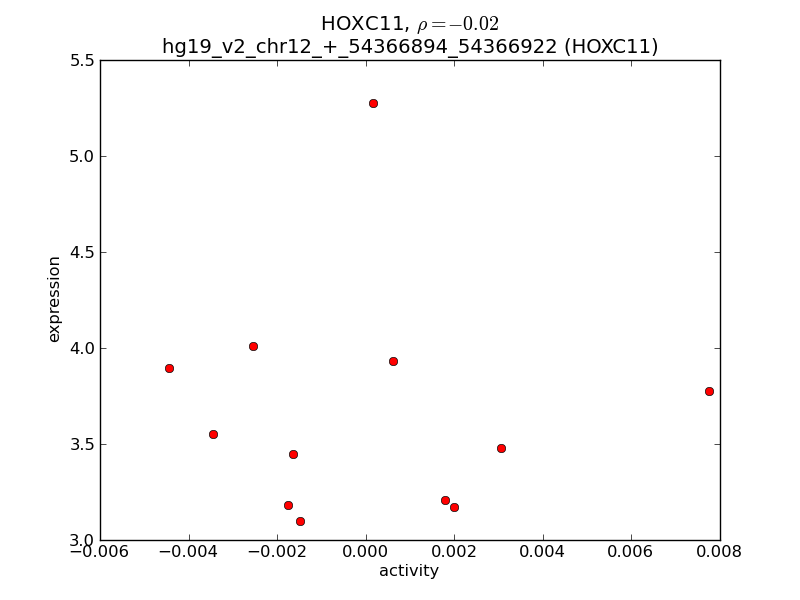 HOXC11, ρ = −0.02
hg19_v2_chr12_+_54366894_54366922 (HOXC11)
5.5
5.0
4.5
4.0
3.5
3.0
expression
−0.006 −0.004 −0.002 0.000 0.002 0.004 0.006 0.008
activity